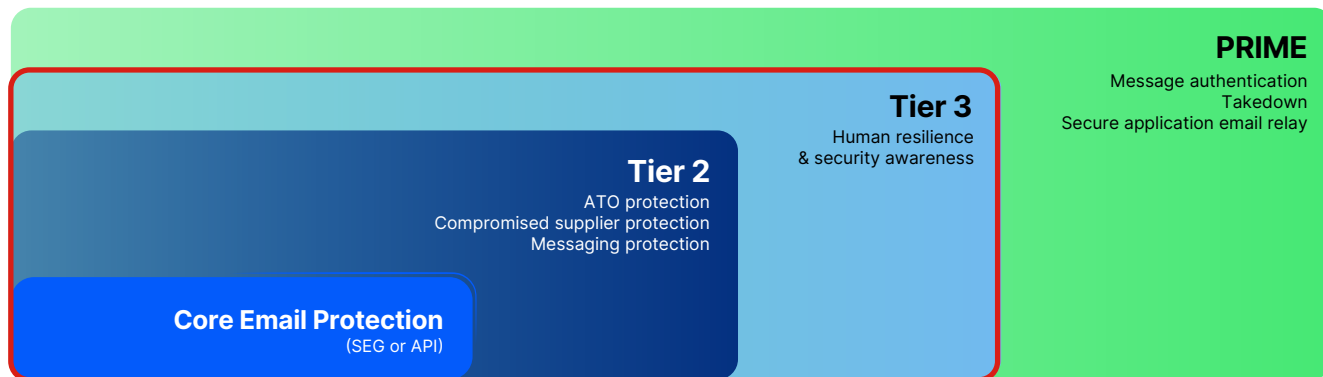 PRIME
Message authentication
Takedown
Secure application email relay
Tier 3
Human resilience
& security awareness
Tier 2
ATO protection
Compromised supplier protection
Messaging protection
Core Email Protection
(SEG or API)